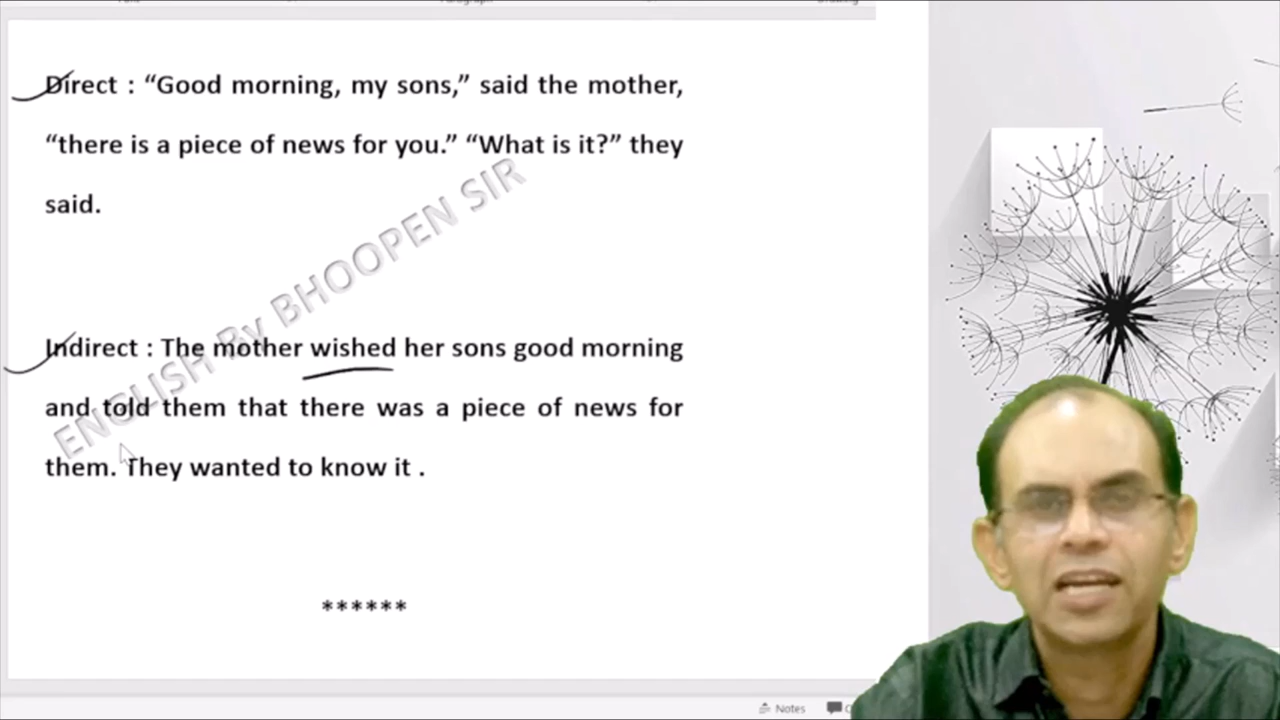 Direct : “Good morning, my sons,” said the mother,
“there is a piece of news for you.” “What is it?” they
said.
ENGLISH By BHOOPEN SIR
Indirect : The mother wished her sons good morning
and told them that there was a piece of news for
them. They wanted to know it .
******
Notes